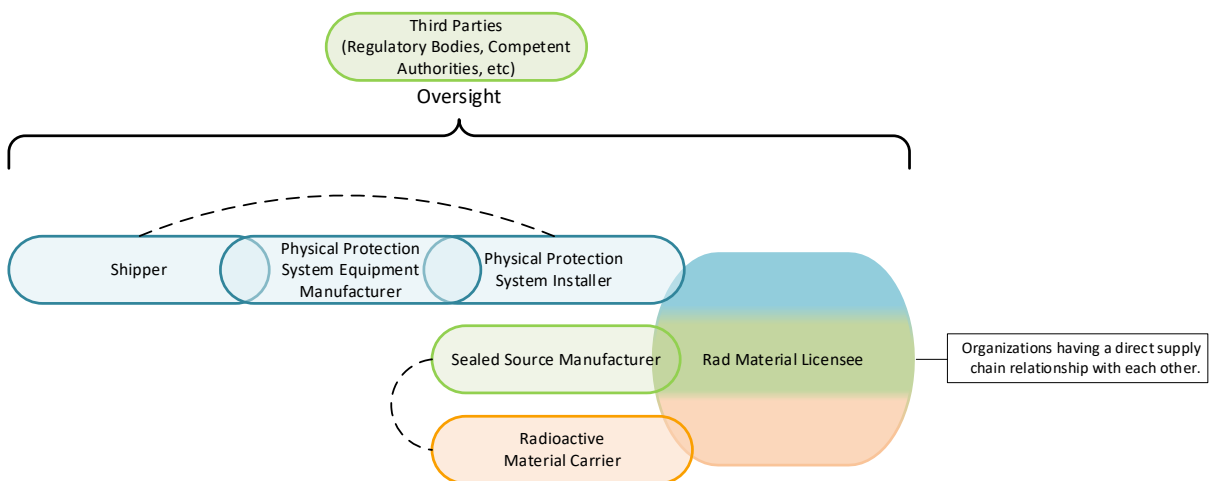 Third Parties
(Regulatory Bodies, Competent
Authorities, etc)
Oversight
Shipper
Physical Protection
System Equipment
Manufacturer
Physical Protection
System Installer
Sealed Source Manufacturer
Rad Material Licensee
Organizations having a direct supply
chain relationship with each other.
Radioactive
Material Carrier